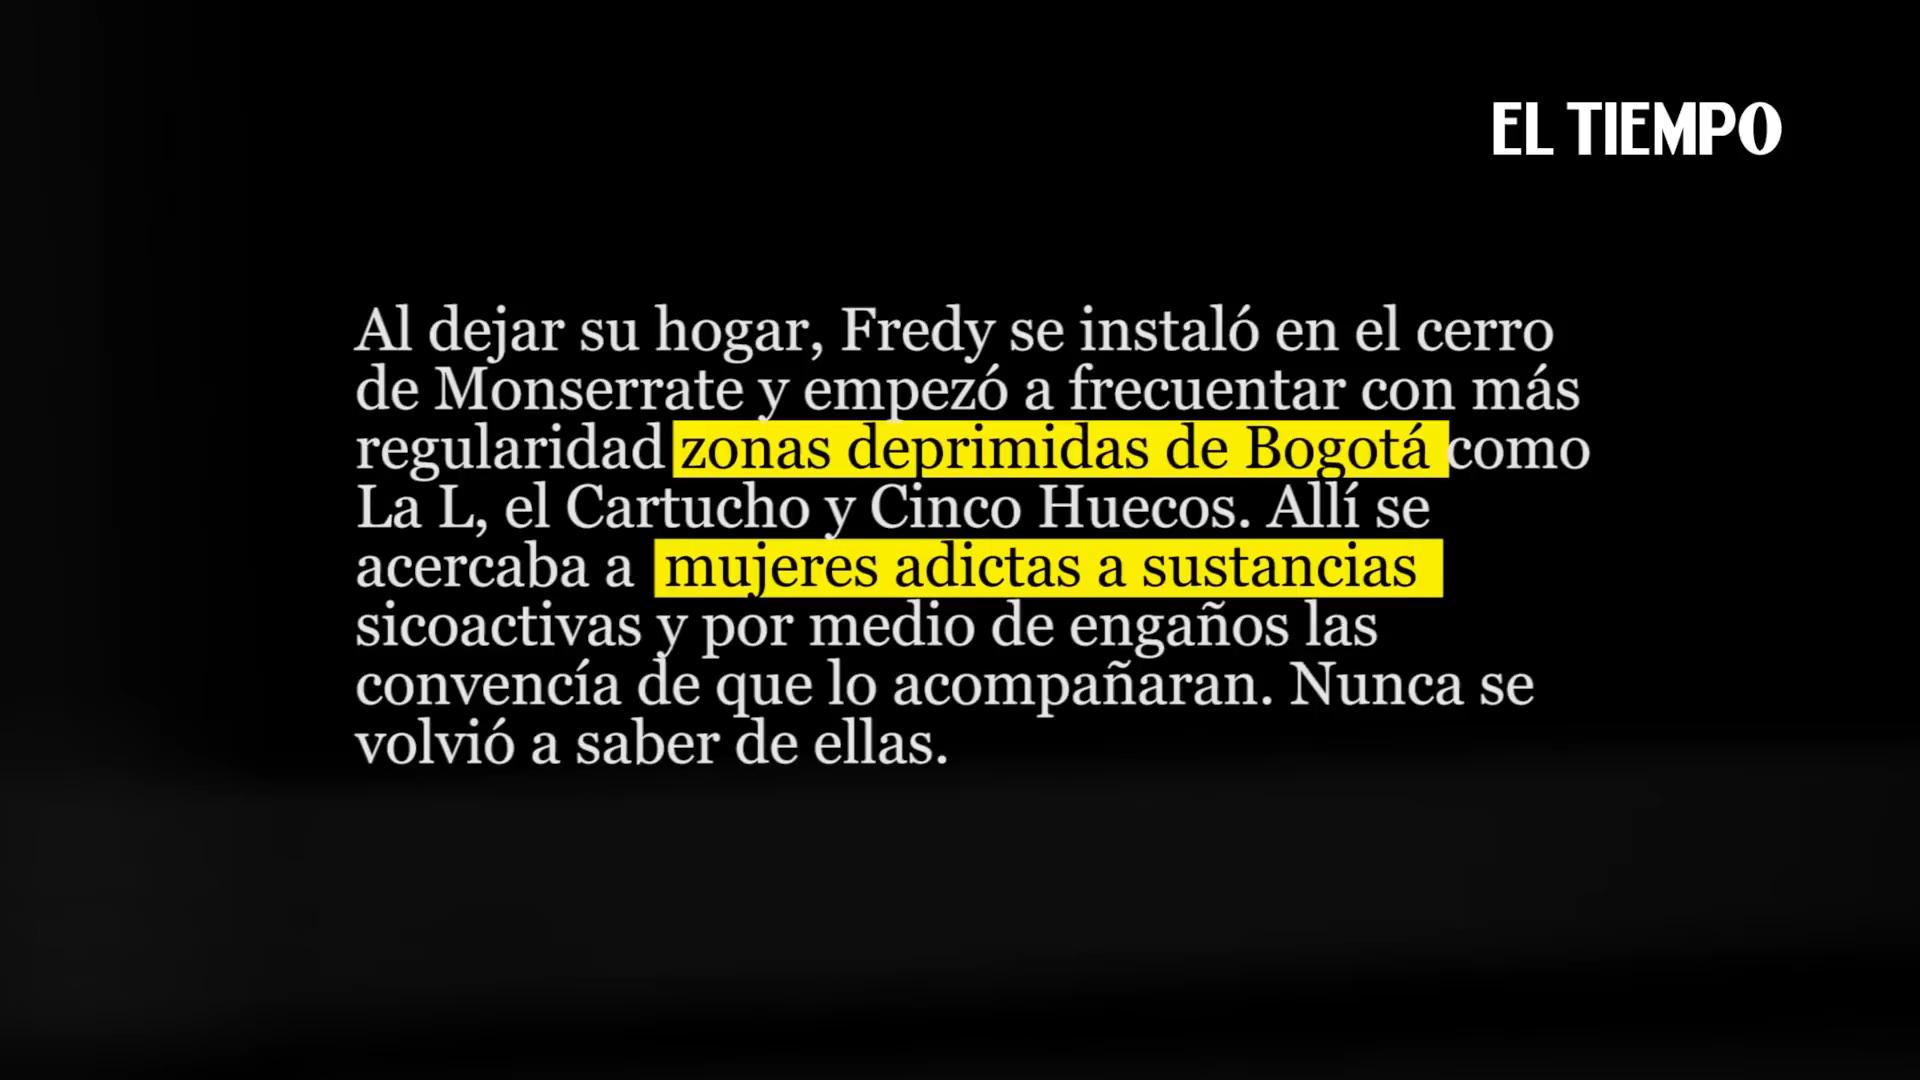 EL TIEMPO
Al dejar su hogar, Fredy se instaló en el cerro
de Monserrate y empezó a frecuentar con más
regularidad zonas deprimidas de Bogotá como
La L, el Cartucho y Cinco Huecos. Allí se
acercaba a mujeres adictas a sustancias
sicoactivas y por medio de engaños las
convencía de que lo acompañaran. Nunca se
volvió a saber de ellas.